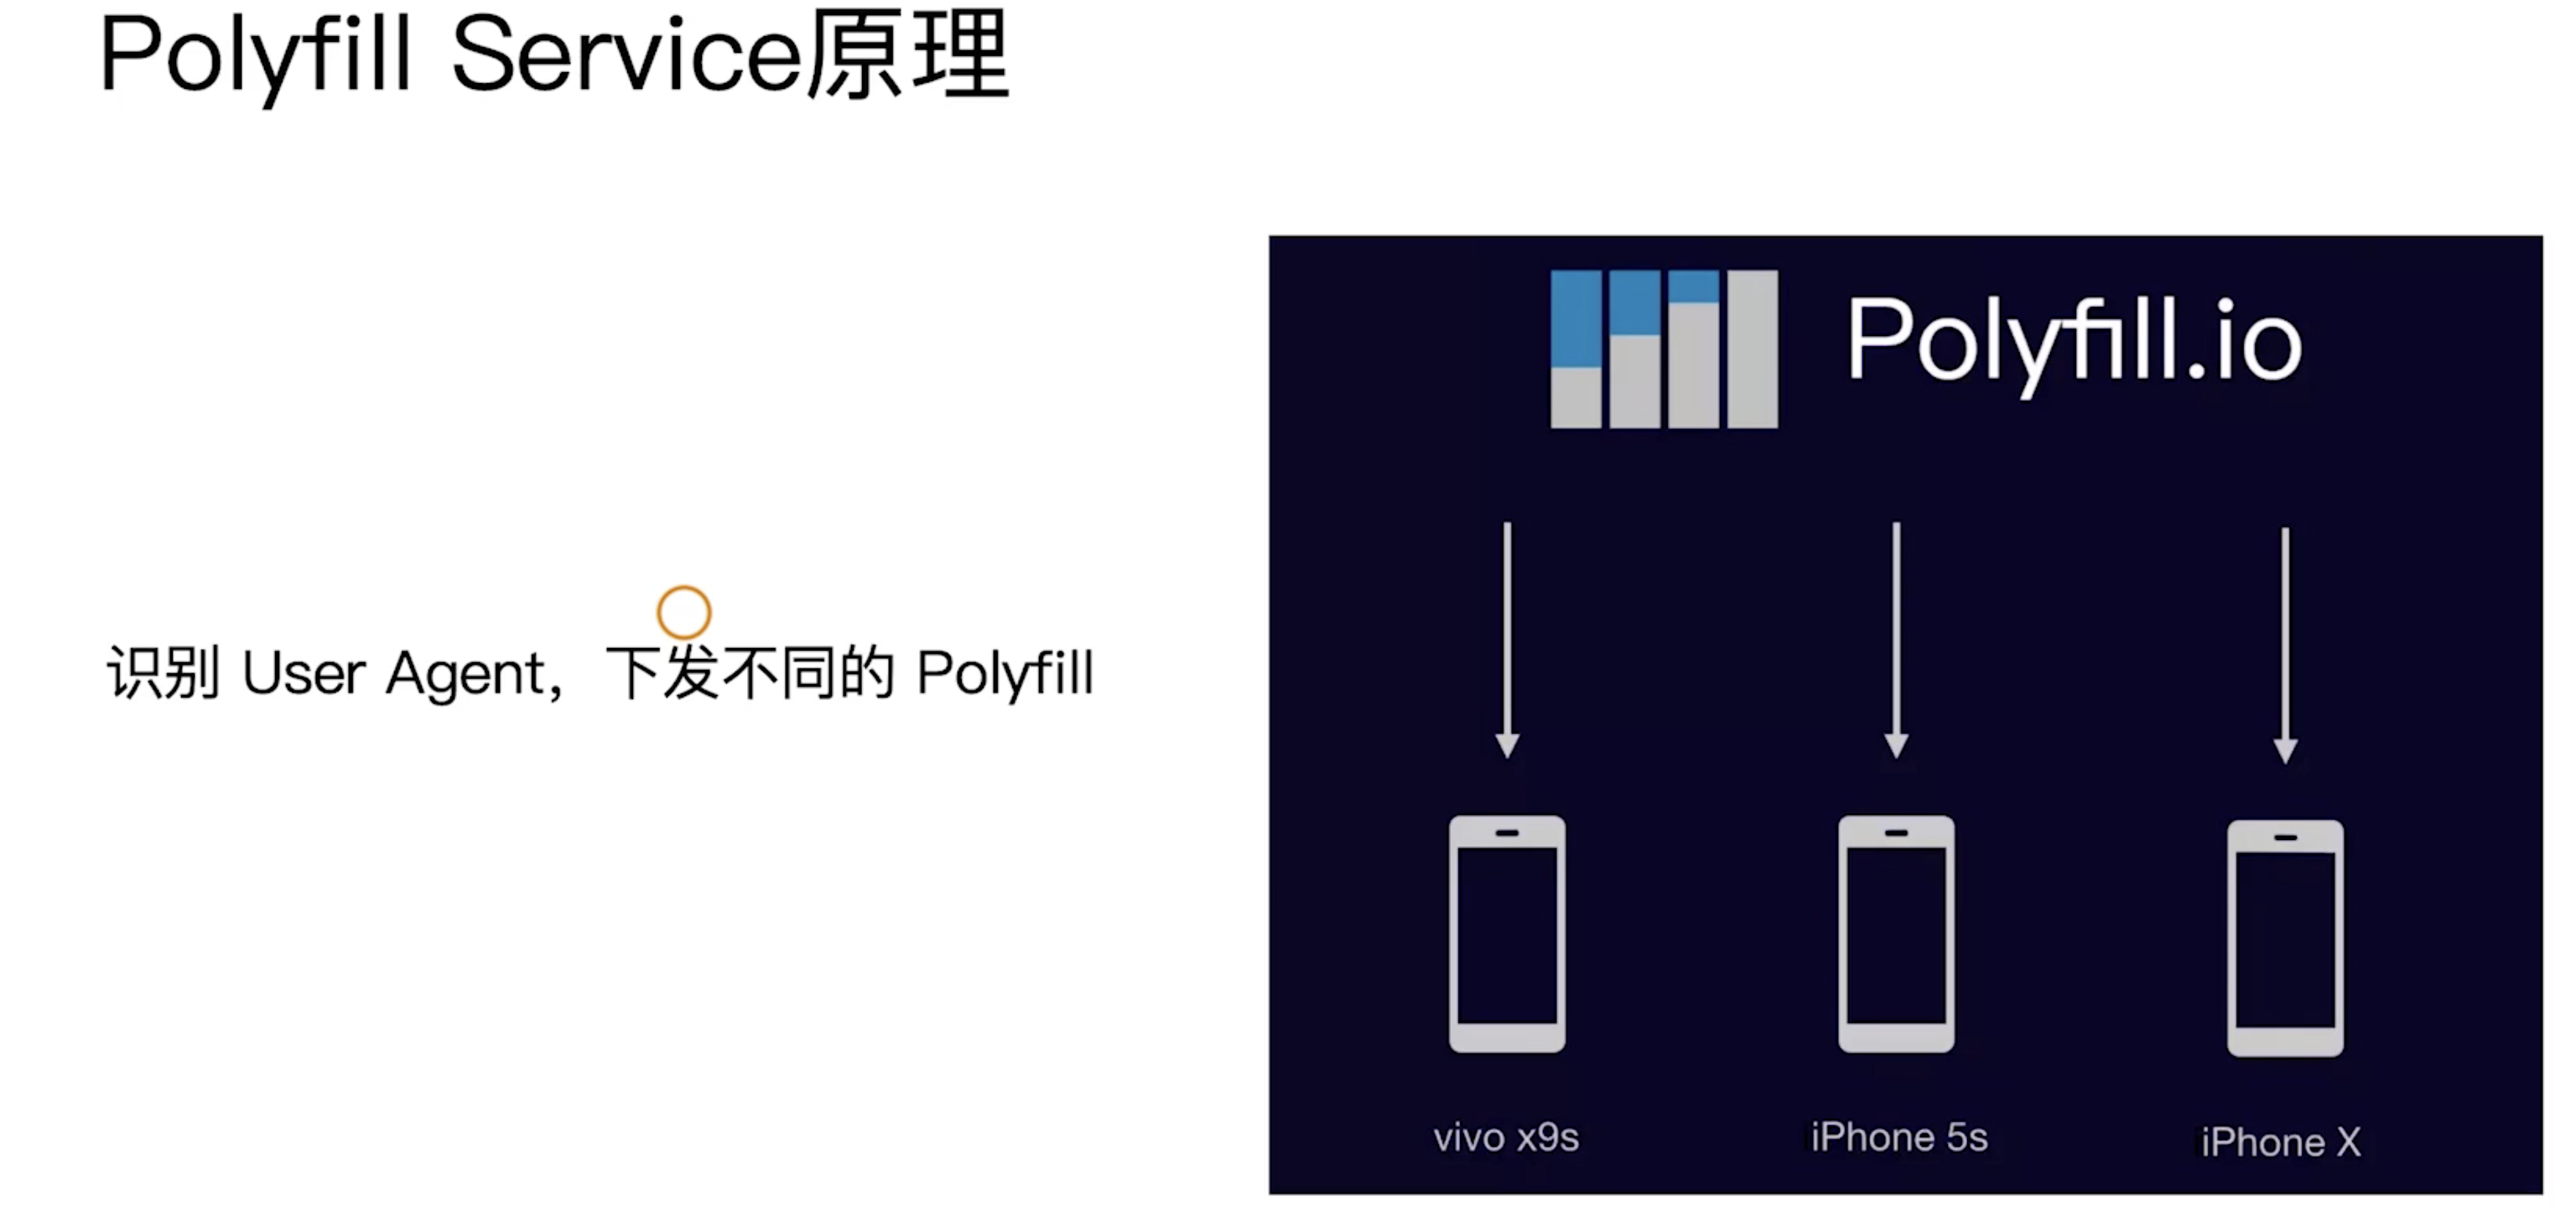 Polyfill Service原理
识别 User Agent，下发不同的 Polyfill
Polyfill.io
vivo x9s
iPhone 5s
iPhone X